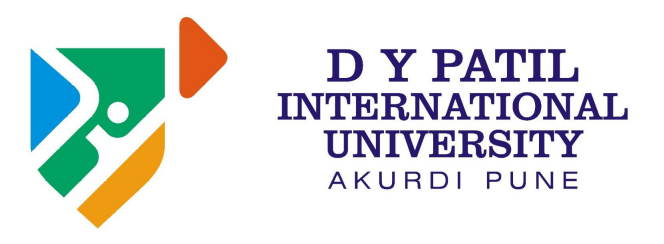 D Y PATIL
INTERNATIONAL
UNIVERSITY
AKURDI PUNE